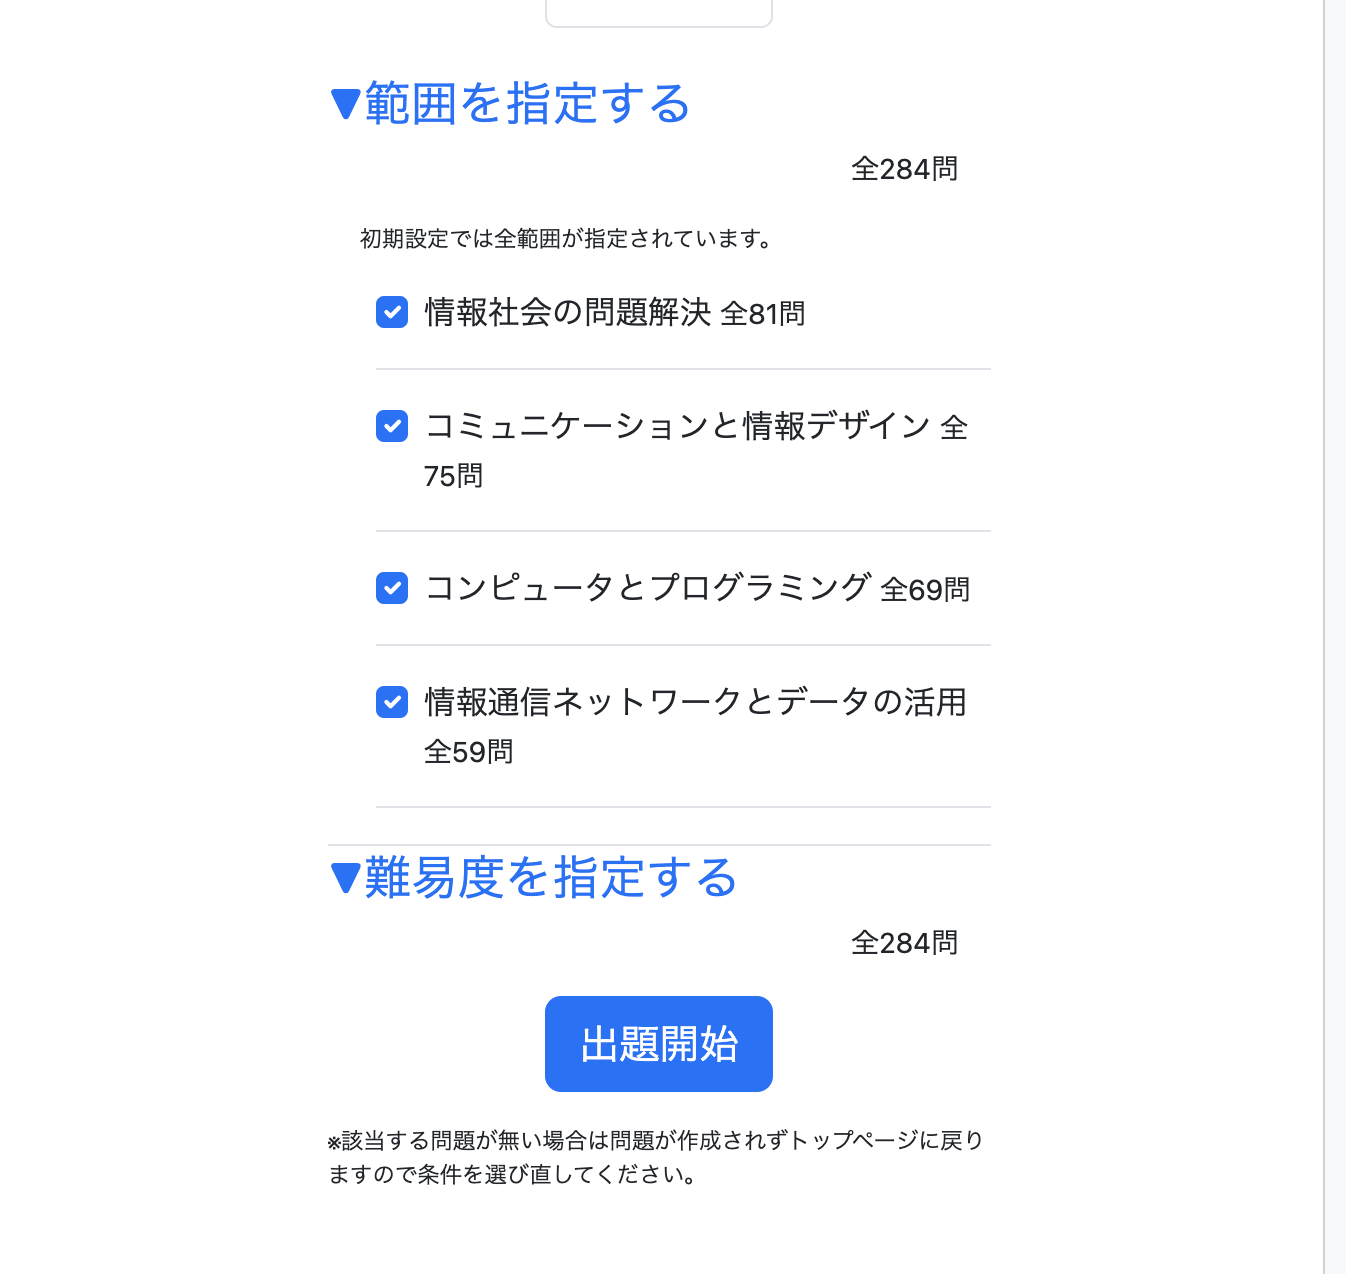 ▼範囲を指定する
全284問
初期設定では全範囲が指定されています。
情報社会の問題解決 全81問
コミュニケーションと情報デザイン 全
75問
コンピュータとプログラミング 全69問
情報通信ネットワークとデータの活用
全59問
▼難易度を指定する
全284問
出題開始
※該当する問題が無い場合は問題が作成されずトップページに戻り
ますので条件を選び直してください。